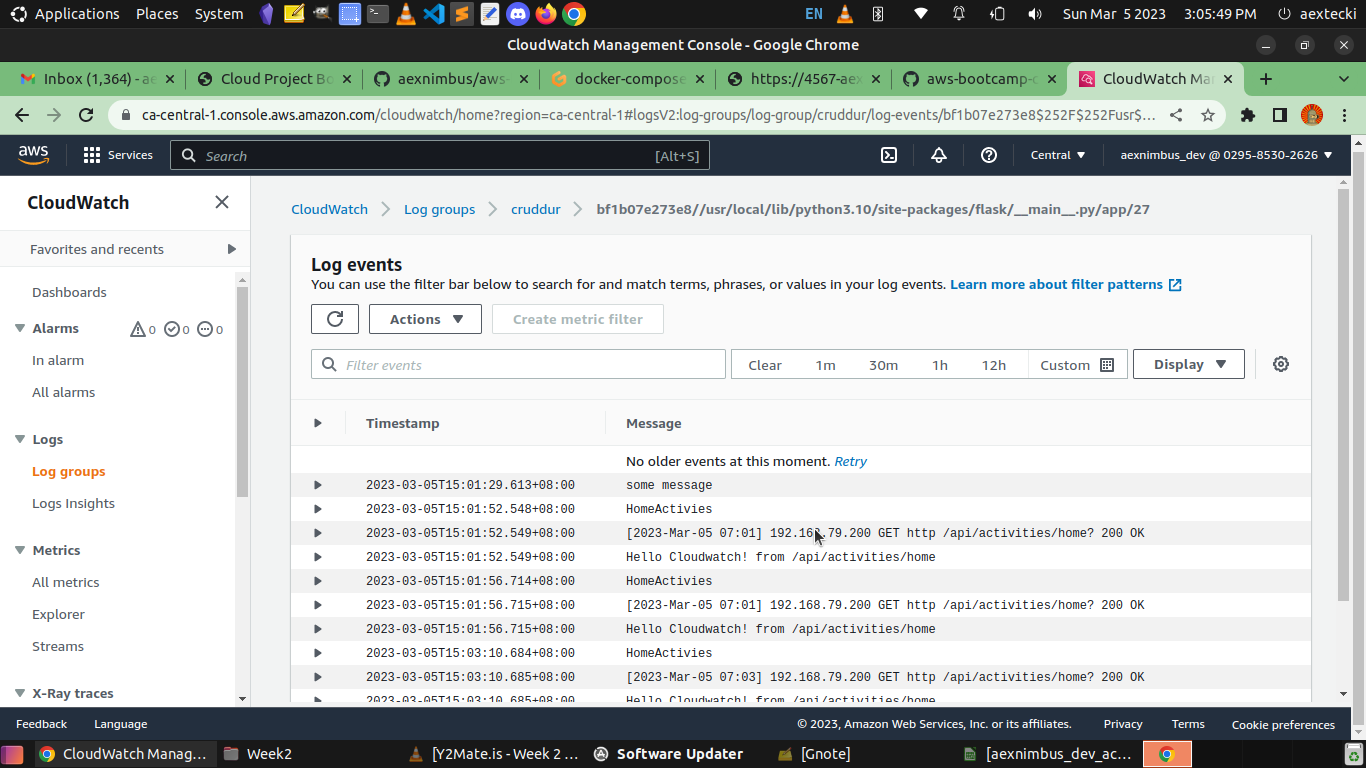 Applications Places System EN Sun Mar 5 2023 3:05:49 PM aextecki
CloudWatch Management Console - Google Chrome
Inbox (1,364) - ae Cloud Project Bo aexnimbus/aws- docker-compose https://4567-aex aws-bootcamp-c CloudWatch Ma
ca-central-1.console.aws.amazon.com/cloudwatch/home?region=ca-central-1#logsV2:log-groups/log-group/cruddur/log-events/bf1b07e273e8$252F$252Fusr$...
aws Services Search [Alt+S] Central aexnimbus_dev @ 0295-8530-2626
CloudWatch
Favorites and recents
Dashboards
Alarms 0 0 0
In alarm
All alarms
Logs
Log groups
Logs Insights
Metrics
All metrics
Explorer
Streams
X-Ray traces
CloudWatch Log groups cruddur bf1b07e273e8//usr/local/lib/python3.10/site-packages/flask/__main__.py/app/27
Log events
You can use the filter bar below to search for and match terms, phrases, or values in your log events. Learn more about filter patterns
Actions Create metric filter
Filter events Clear 1m 30m 1h 12h Custom Display
Timestamp Message
No older events at this moment. Retry
2023-03-05T15:01:29.613+08:00 some message
2023-03-05T15:01:52.548+08:00 HomeActivies
2023-03-05T15:01:52.549+08:00 [2023-Mar-05 07:01] 192.168.79.200 GET http /api/activities/home? 200 OK
2023-03-05T15:01:52.549+08:00 Hello Cloudwatch! from /api/activities/home
2023-03-05T15:01:56.714+08:00 HomeActivies
2023-03-05T15:01:56.715+08:00 [2023-Mar-05 07:01] 192.168.79.200 GET http /api/activities/home? 200 OK
2023-03-05T15:01:56.715+08:00 Hello Cloudwatch! from /api/activities/home
2023-03-05T15:03:10.684+08:00 HomeActivies
2023-03-05T15:03:10.685+08:00 [2023-Mar-05 07:03] 192.168.79.200 GET http /api/activities/home? 200 OK
2023-03-05T15:03:10.685+08:00 Hello Cloudwatch! from /api/activities/home
Feedback Language © 2023, Amazon Web Services, Inc. or its affiliates. Privacy Terms Cookie preferences
CloudWatch Manag... Week2 [Y2Mate.is - Week 2 ... Software Updater [Gnote] [aexnimbus_dev_ac...